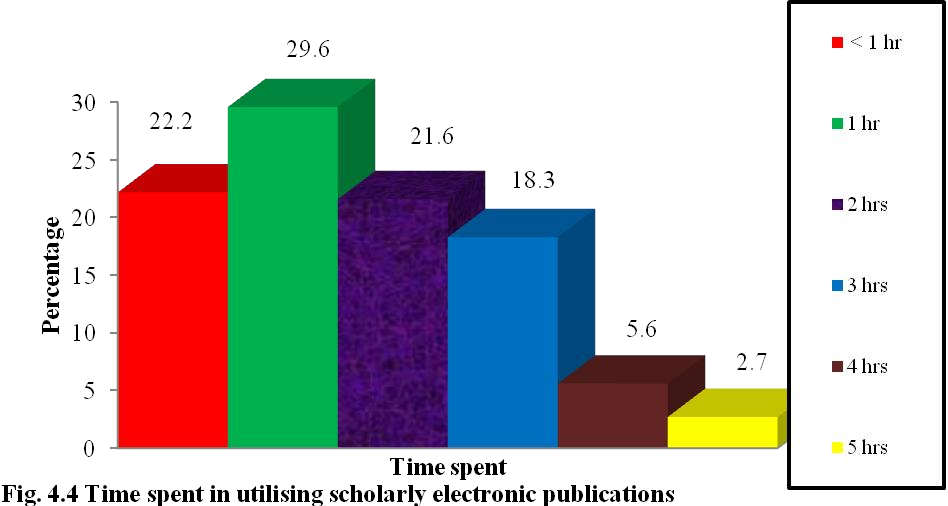 29.6
22.2
21.6
18.3
5.6
2.7
30
25
20
15
10
5
0
Percentage
Time spent
< 1 hr
1 hr
2 hrs
3 hrs
4 hrs
5 hrs
Fig. 4.4 Time spent in utilising scholarly electronic publications